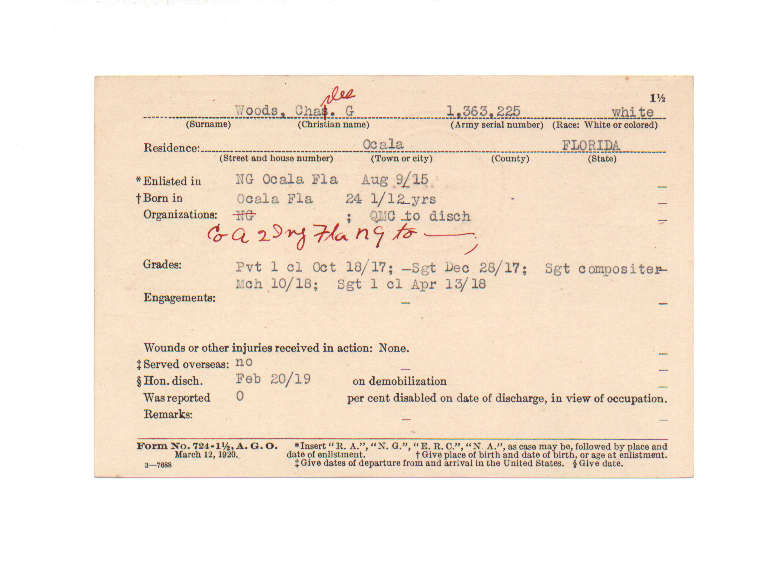 1½
les
Woods, Chas. G 1,363,225 white
(Surname) (Christian name) (Army serial number) (Race: White or colored)
Residence: Ocala FLORIDA
(Street and house number) (Town or city) (County) (State)
*Enlisted in NG Ocala Fla Aug 9/15
†Born in Ocala Fla 24 1/12 yrs
Organizations: NG ; QMC to disch
Co A 2 Fla NG to — ;
Grades: Pvt 1 cl Oct 18/17; Sgt Dec 28/17; Sgt compositer
Mch 10/18; Sgt 1 cl Apr 13/18
Engagements:
Wounds or other injuries received in action: None.
‡Served overseas: no
§Hon. disch. Feb 20/19 on demobilization
Was reported 0 per cent disabled on date of discharge, in view of occupation.
Remarks:
Form No. 724-1½, A. G. O. *Insert "R. A.", "N. G.", "E. R. C.", "N. A.", as case may be, followed by place and
March 12, 1920. date of enlistment. †Give place of birth and date of birth, or age at enlistment.
3—7688 ‡Give dates of departure from and arrival in the United States. §Give date.